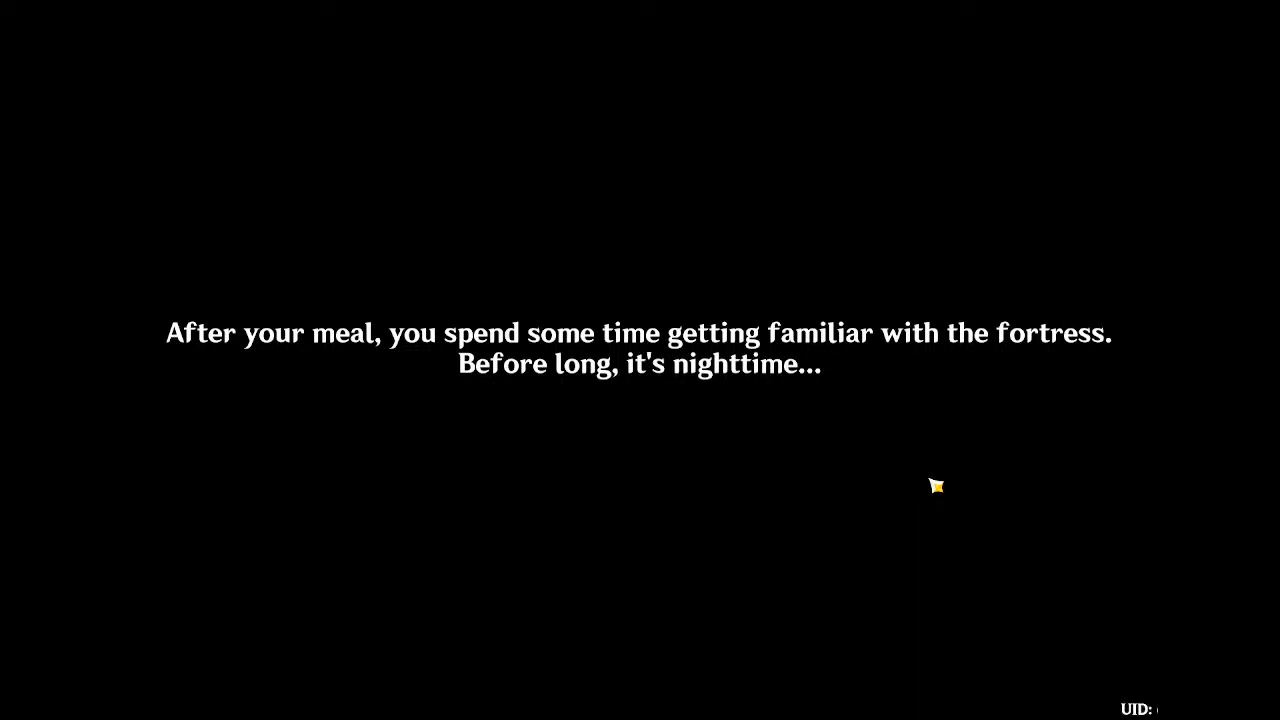 After your meal, you spend some time getting familiar with the fortress.
Before long, it's nighttime...
UID: